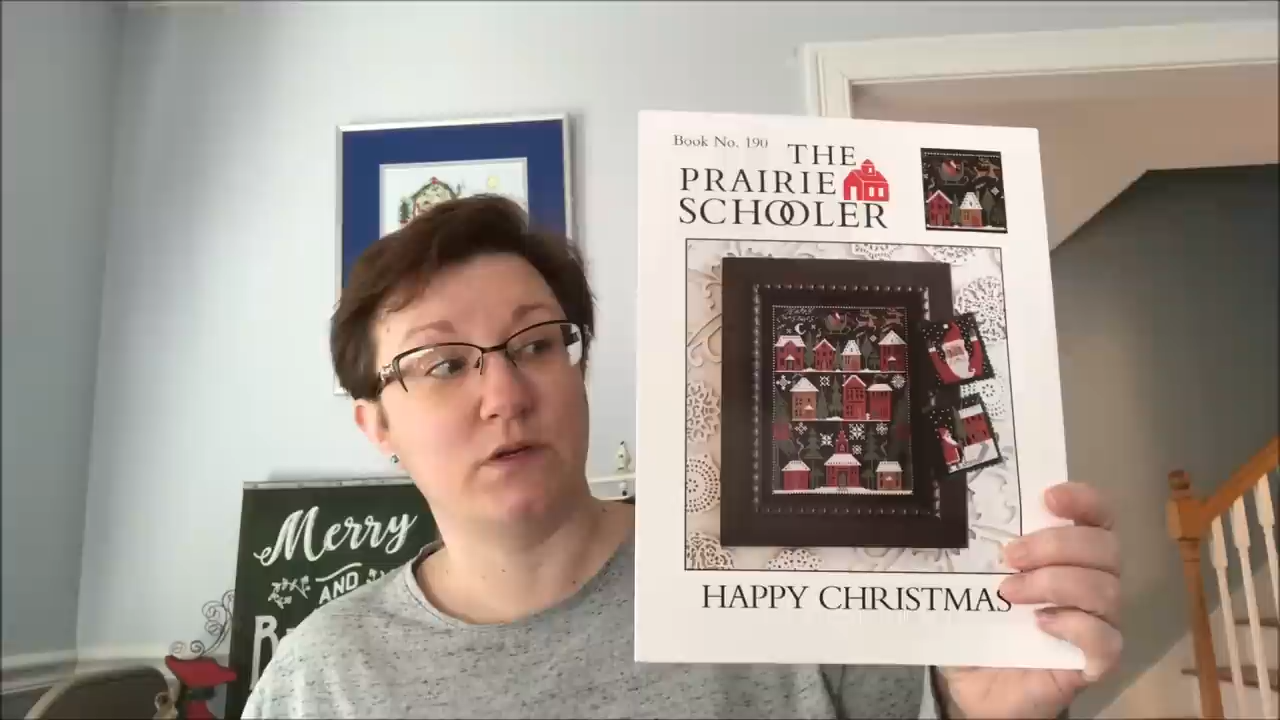 Book No. 190
THE
PRAIRIE
SCHOOLER
HAPPY CHRISTMAS
Merry
AND